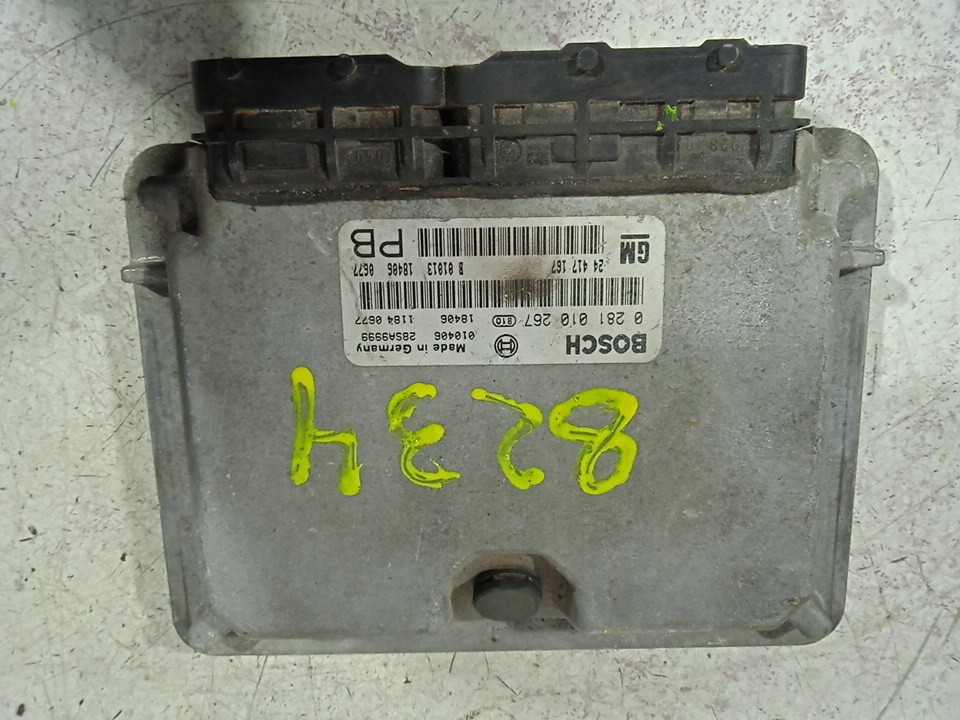 8234
BOSCH Made in Germany
010406 28SA9999
0 281 010 267 810 18406 1184 0677
24 417 167 B 01013 18406 0677
GM PB